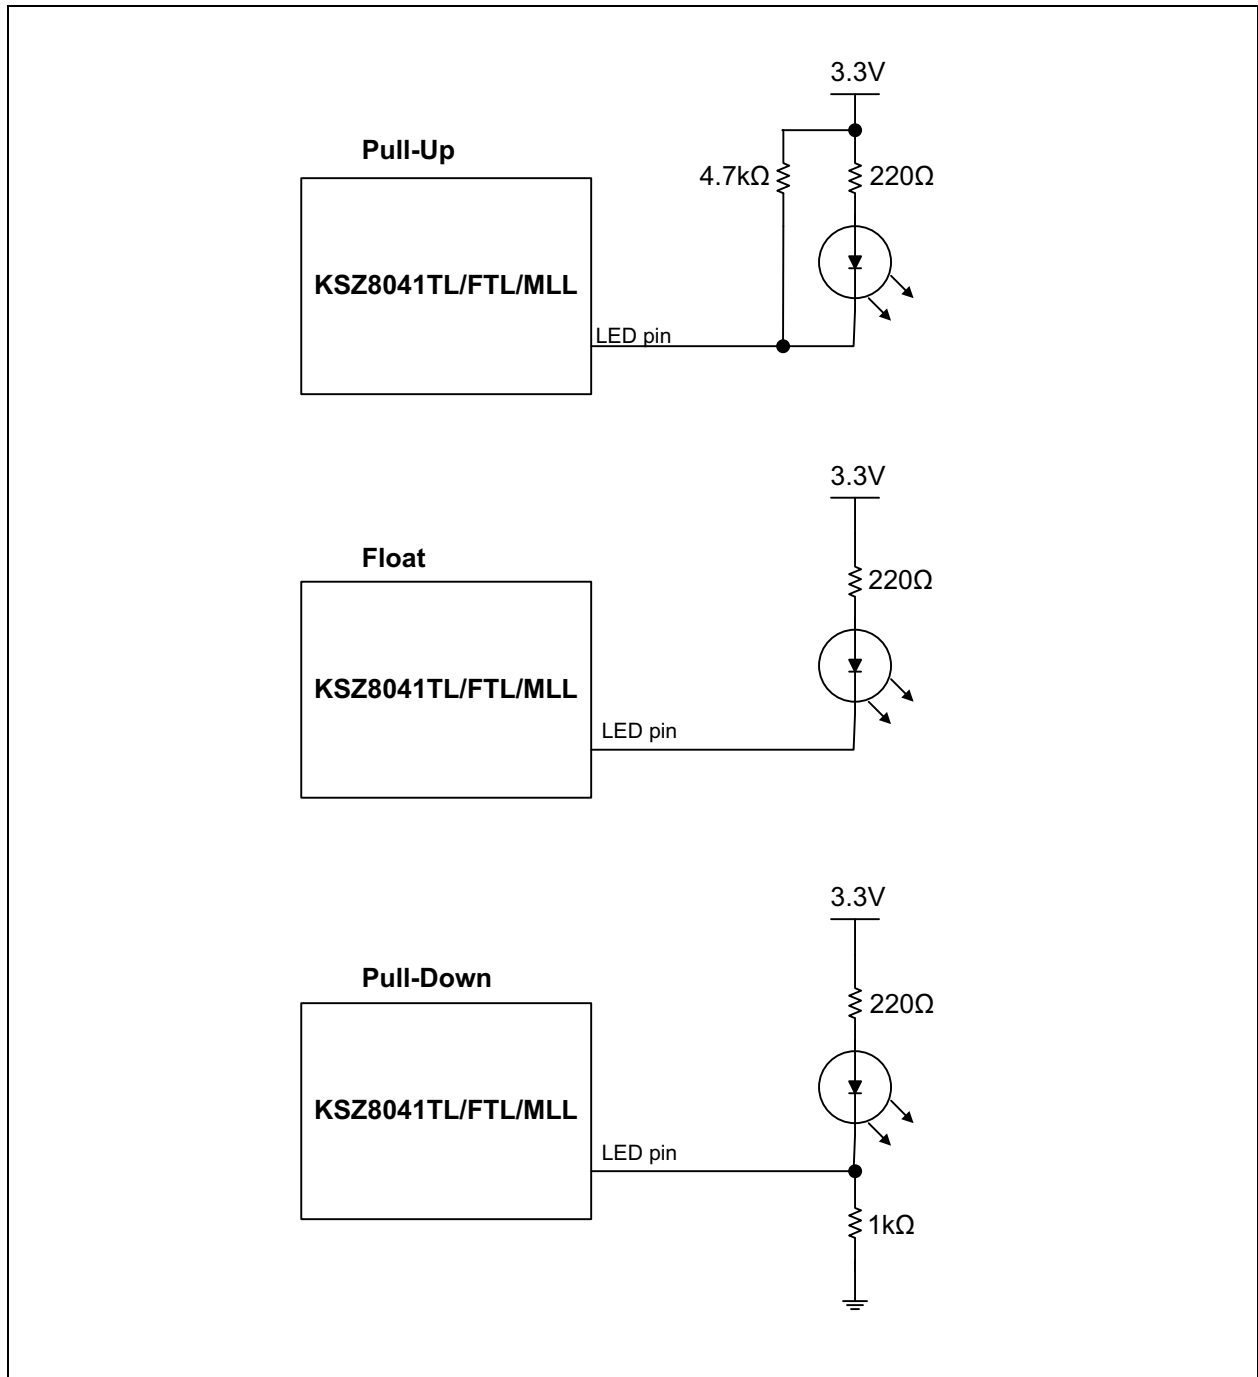 3.3V
Pull-Up
4.7kΩ
220Ω
KSZ8041TL/FTL/MLL
LED pin
3.3V
Float
220Ω
KSZ8041TL/FTL/MLL
LED pin
3.3V
Pull-Down
220Ω
KSZ8041TL/FTL/MLL
LED pin
1kΩ